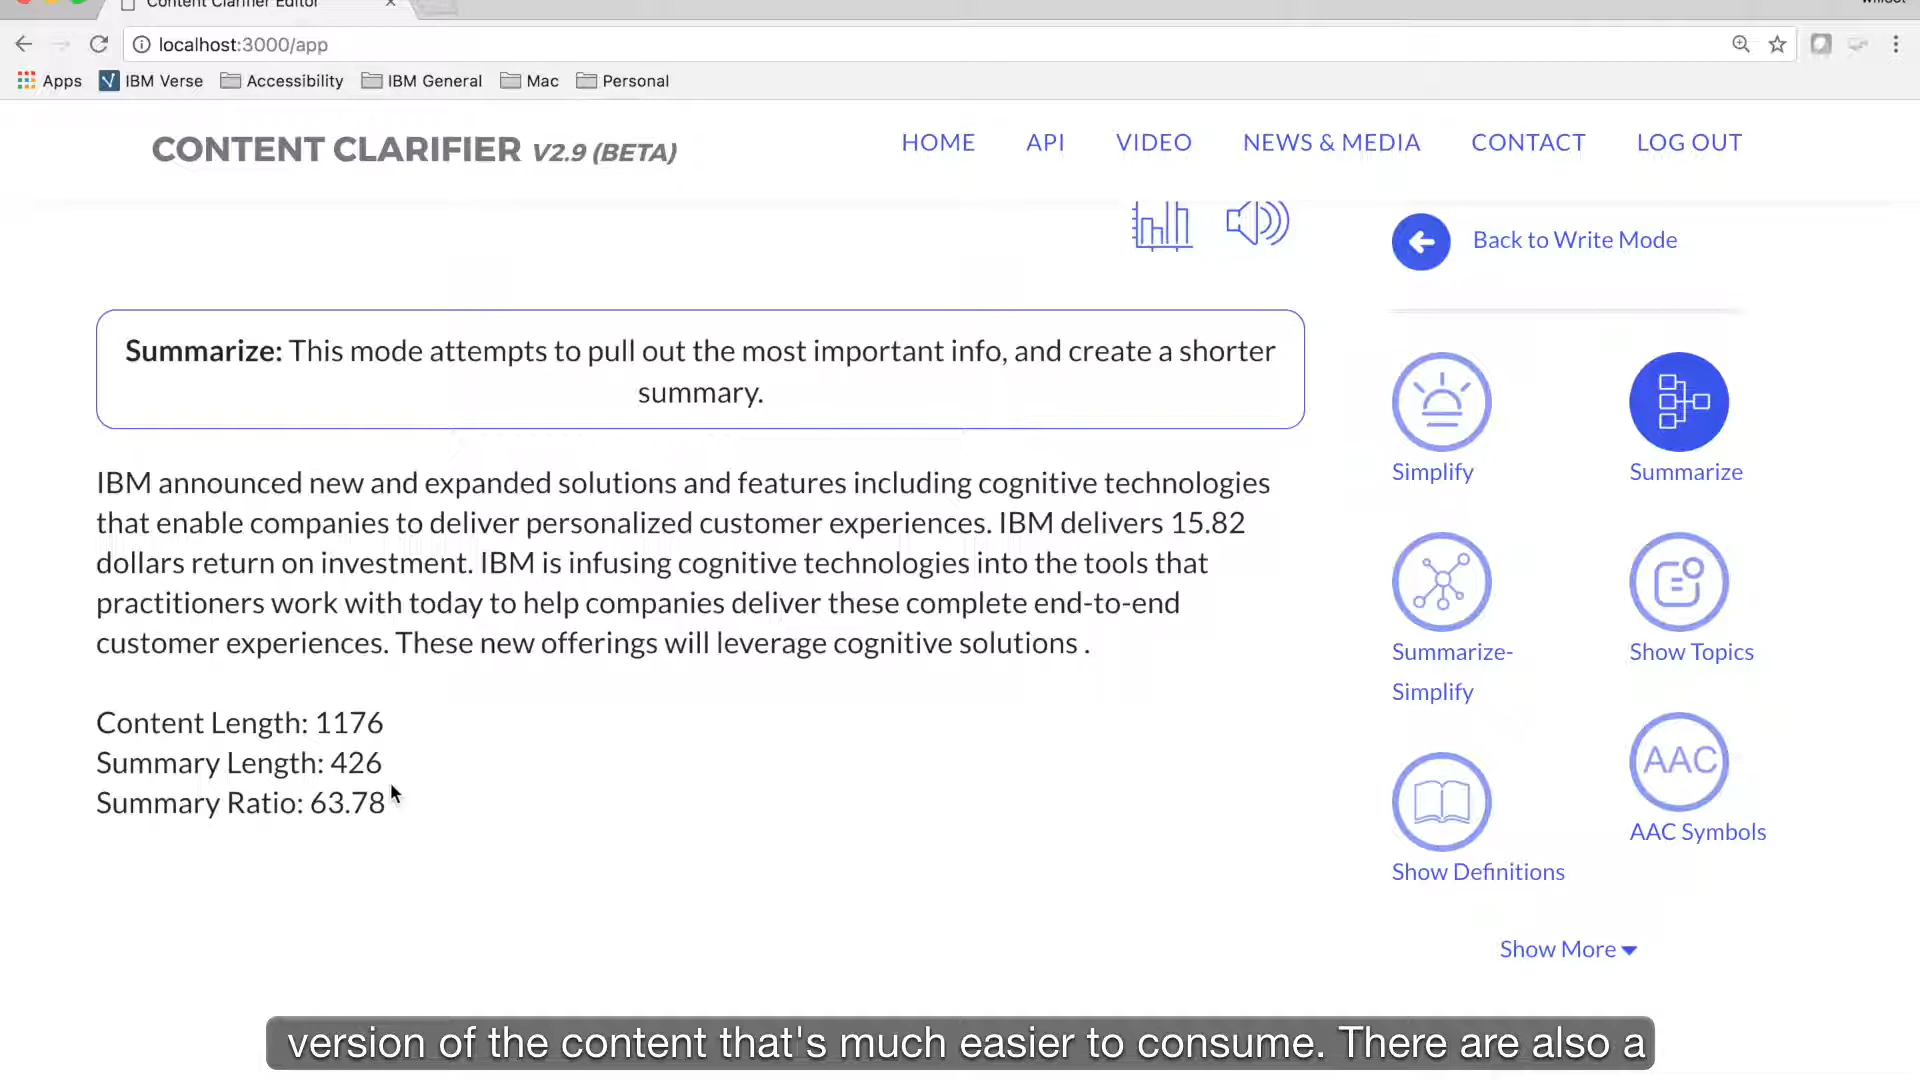 Content Clarifier Editor
localhost:3000/app
Apps IBM Verse Accessibility IBM General Mac Personal
CONTENT CLARIFIER V2.9 (BETA)
HOME API VIDEO NEWS & MEDIA CONTACT LOG OUT
Back to Write Mode
Summarize: This mode attempts to pull out the most important info, and create a shorter
summary.
IBM announced new and expanded solutions and features including cognitive technologies
that enable companies to deliver personalized customer experiences. IBM delivers 15.82
dollars return on investment. IBM is infusing cognitive technologies into the tools that
practitioners work with today to help companies deliver these complete end-to-end
customer experiences. These new offerings will leverage cognitive solutions .
Content Length: 1176
Summary Length: 426
Summary Ratio: 63.78
Simplify
Summarize
Summarize-
Simplify
Show Topics
AAC
AAC Symbols
Show Definitions
Show More
version of the content that's much easier to consume. There are also a